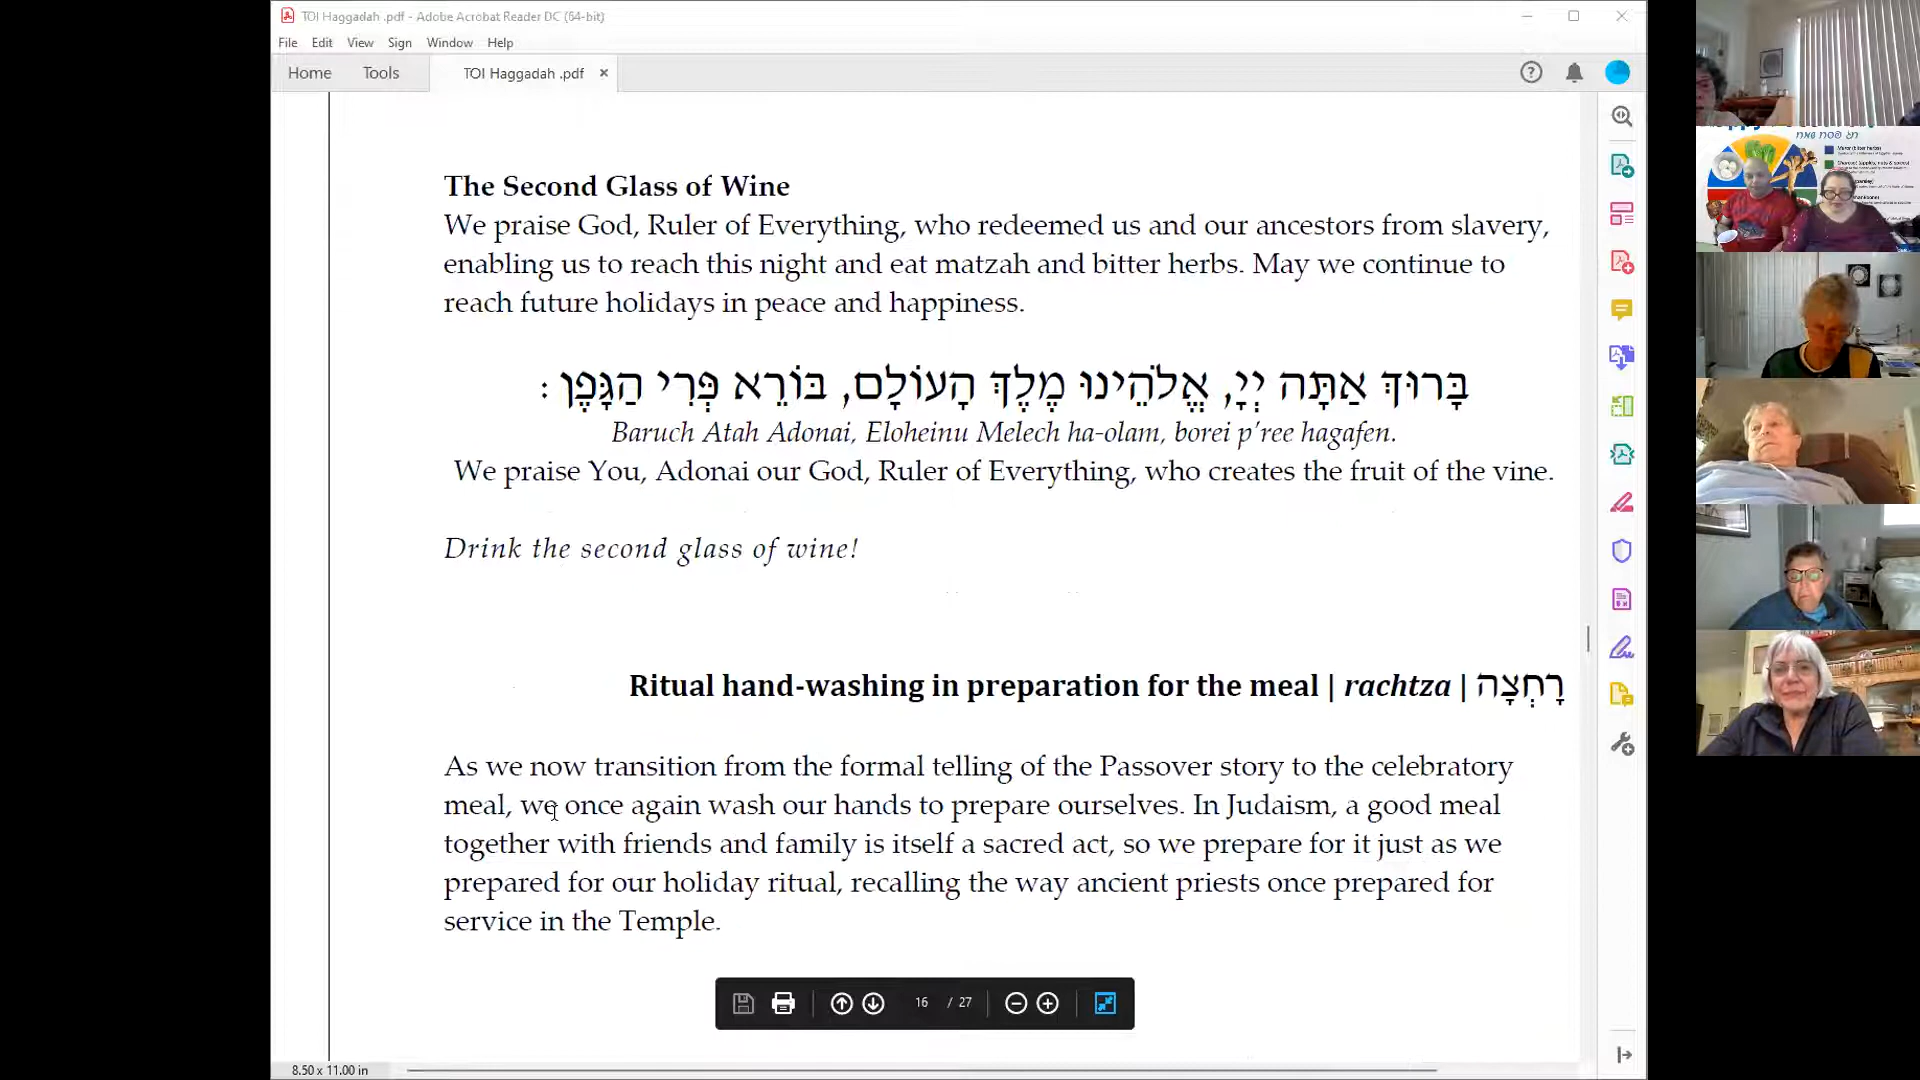 TOI Haggadah .pdf - Adobe Acrobat Reader DC (64-bit)
File Edit View Sign Window Help
Home Tools TOI Haggadah .pdf ×
The Second Glass of Wine
We praise God, Ruler of Everything, who redeemed us and our ancestors from slavery,
enabling us to reach this night and eat matzah and bitter herbs. May we continue to
reach future holidays in peace and happiness.
בָּרוּךְ אַתָּה יְיָ, אֱלֹהֵינוּ מֶלֶךְ הָעוֹלָם, בּוֹרֵא פְּרִי הַגָּפֶן :
Baruch Atah Adonai, Eloheinu Melech ha-olam, borei p’ree hagafen.
We praise You, Adonai our God, Ruler of Everything, who creates the fruit of the vine.
Drink the second glass of wine!
Ritual hand-washing in preparation for the meal | rachtza | רָחְצָה
As we now transition from the formal telling of the Passover story to the celebratory
meal, we once again wash our hands to prepare ourselves. In Judaism, a good meal
together with friends and family is itself a sacred act, so we prepare for it just as we
prepared for our holiday ritual, recalling the way ancient priests once prepared for
service in the Temple.
16 / 27
8.50 x 11.00 in